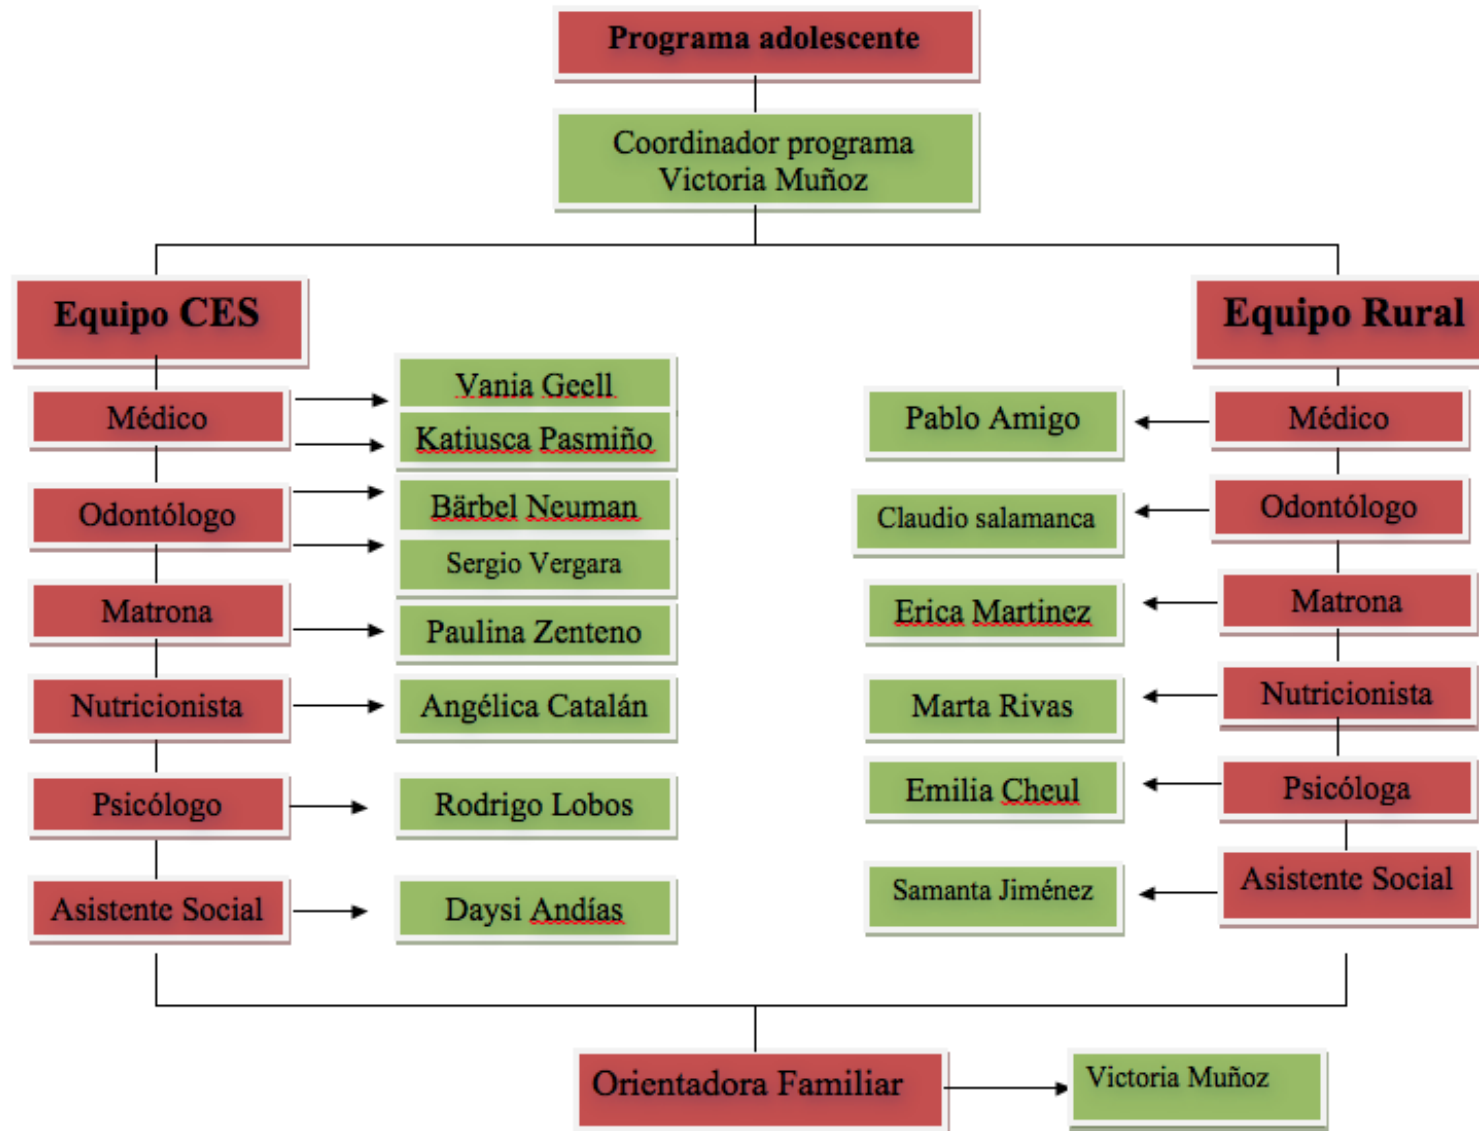 Programa adolescente
Coordinador programa
Victoria Muñoz
Equipo CES
Equipo Rural
Médico
Vania Geell
Katiusca Pasmiño
Pablo Amigo
Médico
Odontólogo
Bärbel Neuman
Sergio Vergara
Claudio salamanca
Odontólogo
Matrona
Paulina Zenteno
Erica Martinez
Matrona
Nutricionista
Angélica Catalán
Marta Rivas
Nutricionista
Psicólogo
Rodrigo Lobos
Emilia Cheul
Psicóloga
Asistente Social
Daysi Andías
Samanta Jiménez
Asistente Social
Orientadora Familiar
Victoria Muñoz